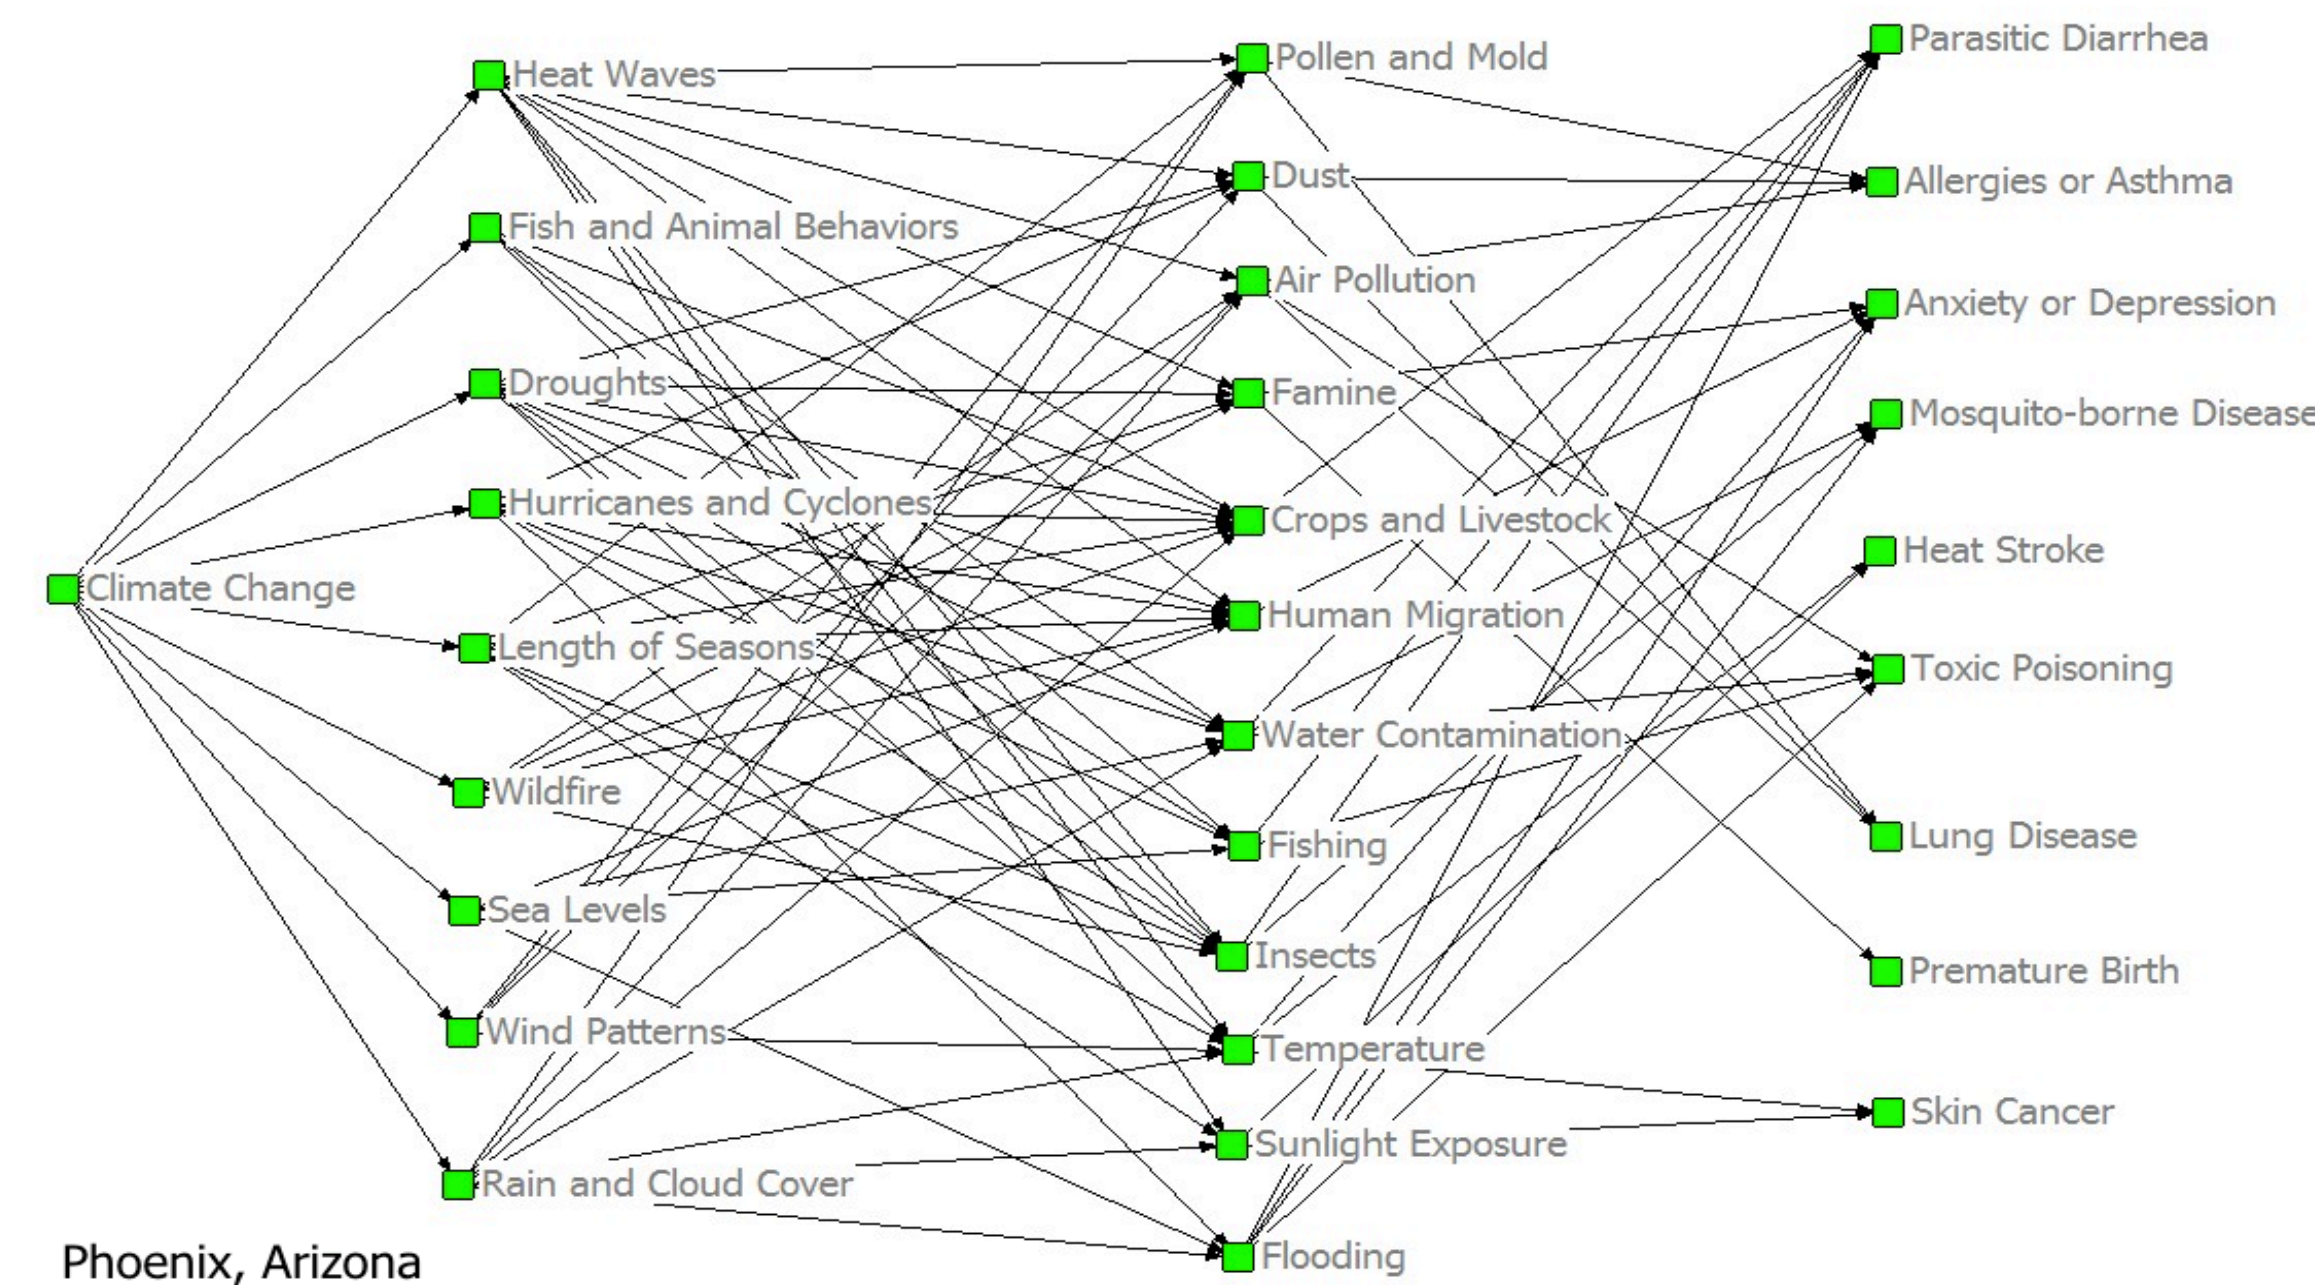 Climate Change
Heat Waves
Fish and Animal Behaviors
Droughts
Hurricanes and Cyclones
Length of Seasons
Wildfire
Sea Levels
Wind Patterns
Rain and Cloud Cover
Pollen and Mold
Dust
Air Pollution
Famine
Crops and Livestock
Human Migration
Water Contamination
Fishing
Insects
Temperature
Sunlight Exposure
Flooding
Parasitic Diarrhea
Allergies or Asthma
Anxiety or Depression
Mosquito-borne Disease
Heat Stroke
Toxic Poisoning
Lung Disease
Premature Birth
Skin Cancer
Phoenix, Arizona